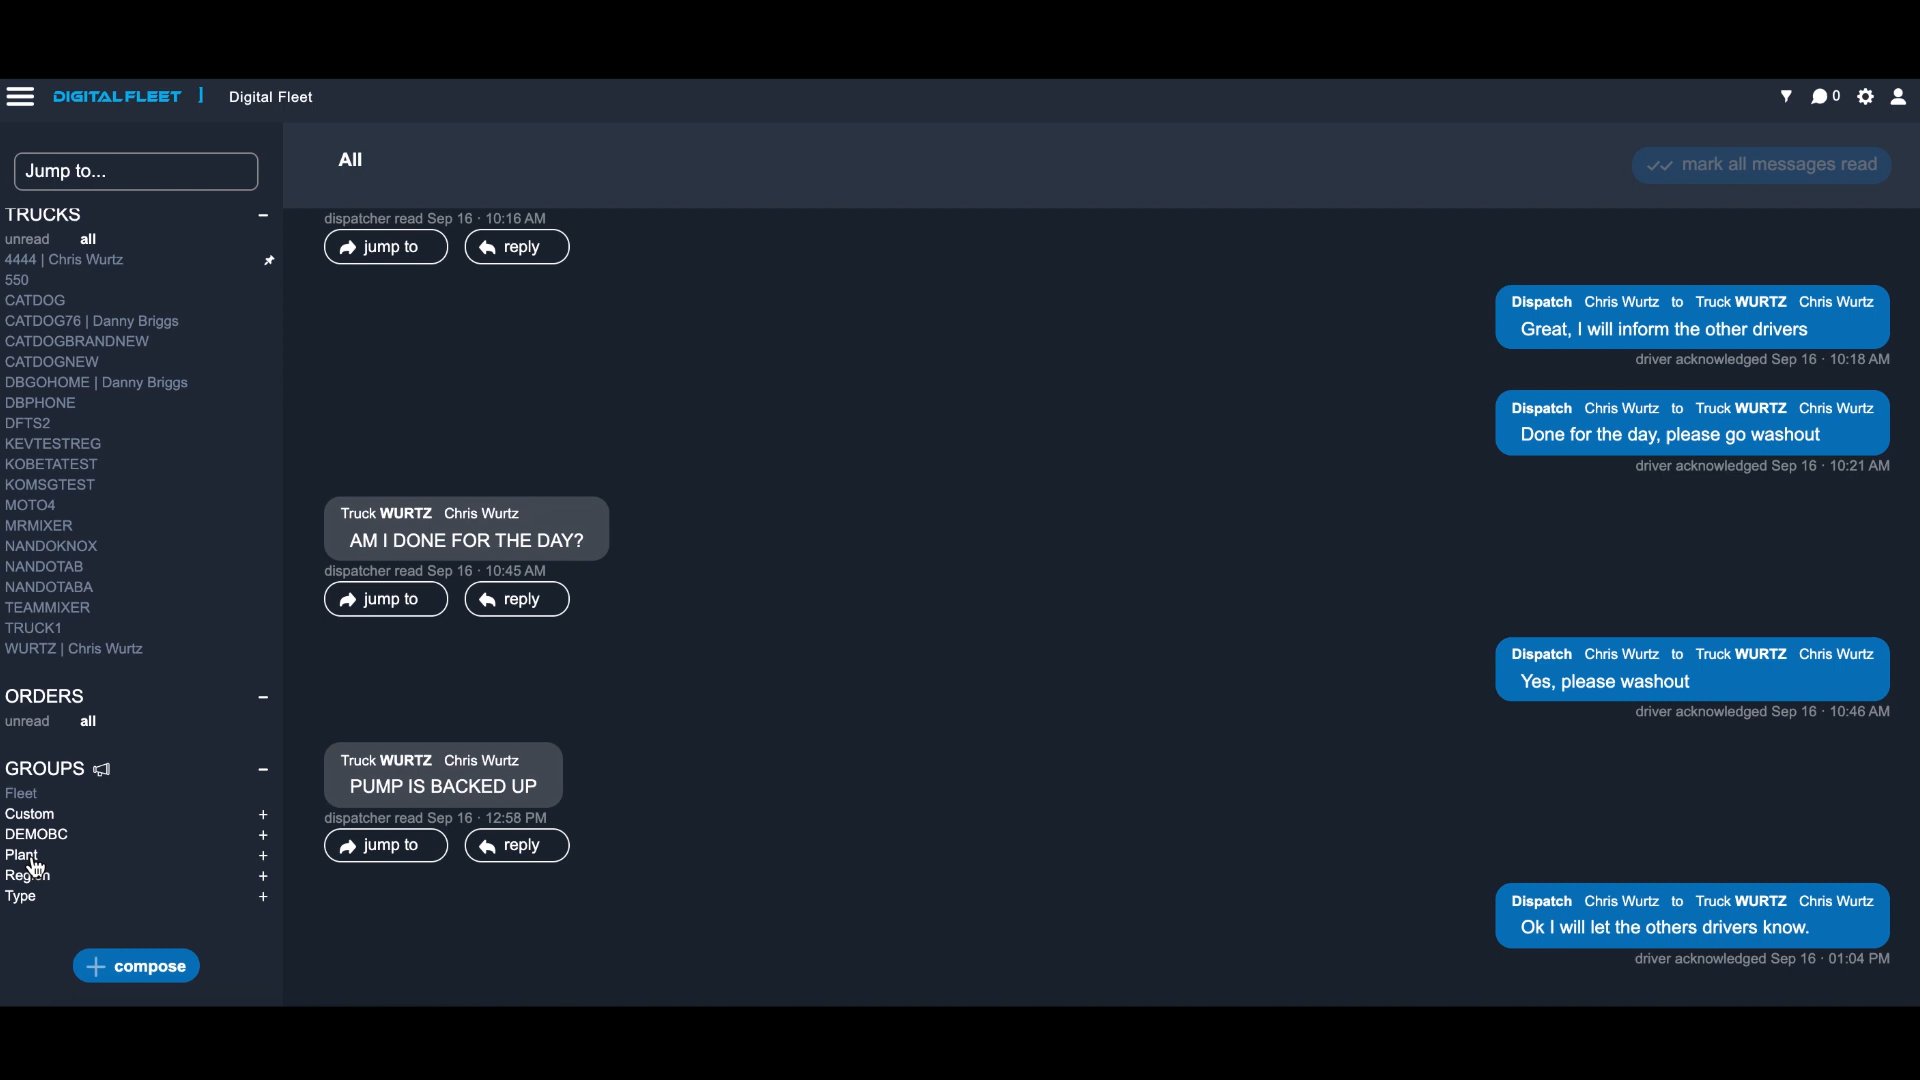 DIGITALFLEET Digital Fleet 0
Jump to...
TRUCKS
unread all
4444 | Chris Wurtz
550
CATDOG
CATDOG76 | Danny Briggs
CATDOGBRANDNEW
CATDOGNEW
DBGOHOME | Danny Briggs
DBPHONE
DFTS2
KEVTESTREG
KOBETATEST
KOMSGTEST
MOTO4
MRMIXER
NANDOKNOX
NANDOTAB
NANDOTABA
TEAMMIXER
TRUCK1
WURTZ | Chris Wurtz
ORDERS
unread all
GROUPS
Fleet
Custom
DEMOBC
Plant
Region
Type
compose
All
mark all messages read
dispatcher read Sep 16 · 10:16 AM
jump to reply
Dispatch Chris Wurtz to Truck WURTZ Chris Wurtz
Great, I will inform the other drivers
driver acknowledged Sep 16 · 10:18 AM
Dispatch Chris Wurtz to Truck WURTZ Chris Wurtz
Done for the day, please go washout
driver acknowledged Sep 16 · 10:21 AM
Truck WURTZ Chris Wurtz
AM I DONE FOR THE DAY?
dispatcher read Sep 16 · 10:45 AM
jump to reply
Dispatch Chris Wurtz to Truck WURTZ Chris Wurtz
Yes, please washout
driver acknowledged Sep 16 · 10:46 AM
Truck WURTZ Chris Wurtz
PUMP IS BACKED UP
dispatcher read Sep 16 · 12:58 PM
jump to reply
Dispatch Chris Wurtz to Truck WURTZ Chris Wurtz
Ok I will let the others drivers know.
driver acknowledged Sep 16 · 01:04 PM